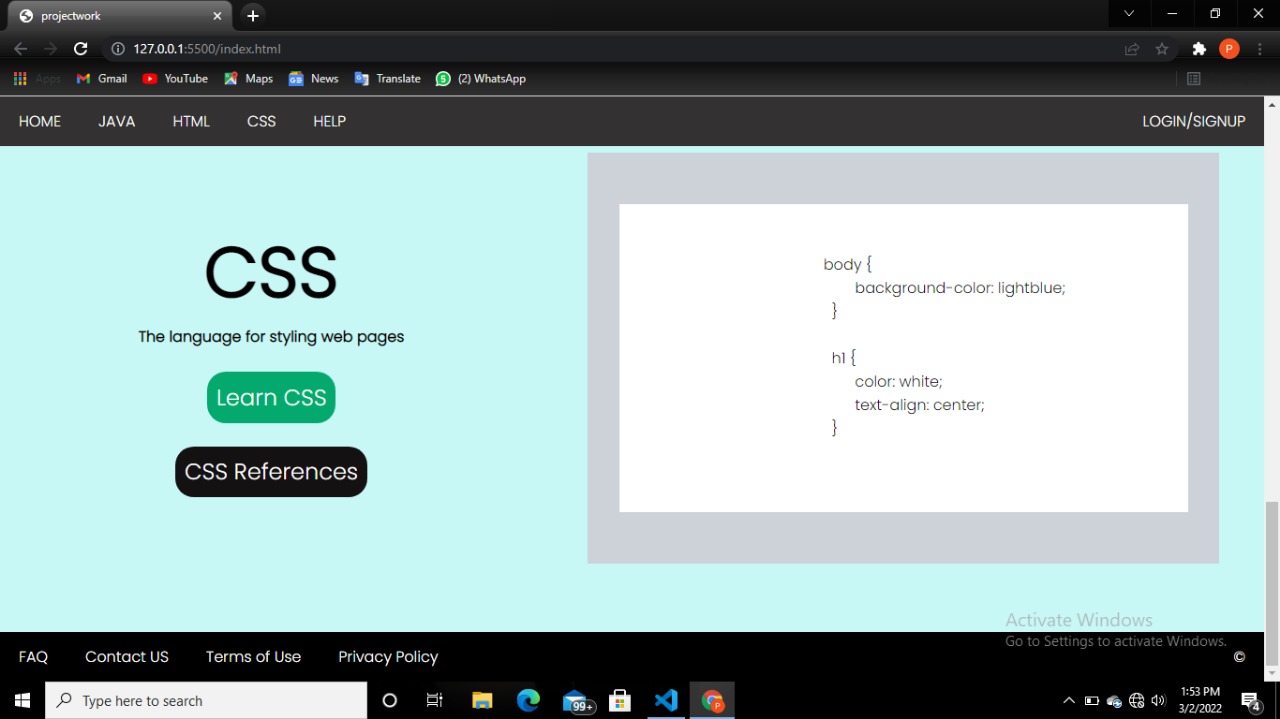 projectwork
127.0.0.1:5500/index.html
Apps Gmail YouTube Maps News Translate (2) WhatsApp
HOME JAVA HTML CSS HELP LOGIN/SIGNUP
CSS
The language for styling web pages
Learn CSS
CSS References
body {
background-color: lightblue;
}
h1 {
color: white;
text-align: center;
}
Activate Windows
Go to Settings to activate Windows.
FAQ Contact US Terms of Use Privacy Policy ©
Type here to search
99+
1:53 PM
3/2/2022
4